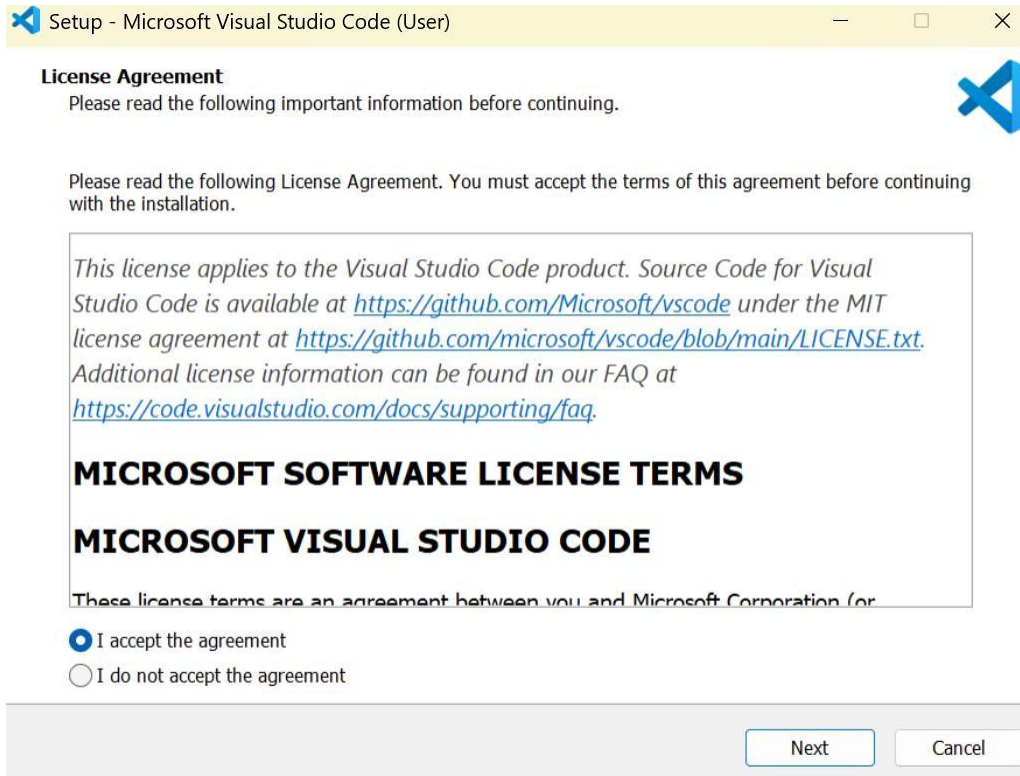 Setup - Microsoft Visual Studio Code (User)
License Agreement
Please read the following important information before continuing.
Please read the following License Agreement. You must accept the terms of this agreement before continuing
with the installation.
This license applies to the Visual Studio Code product. Source Code for Visual
Studio Code is available at https://github.com/Microsoft/vscode under the MIT
license agreement at https://github.com/microsoft/vscode/blob/main/LICENSE.txt.
Additional license information can be found in our FAQ at
https://code.visualstudio.com/docs/supporting/faq.
MICROSOFT SOFTWARE LICENSE TERMS
MICROSOFT VISUAL STUDIO CODE
These license terms are an agreement between you and Microsoft Corporation (or
I accept the agreement
I do not accept the agreement
Next
Cancel